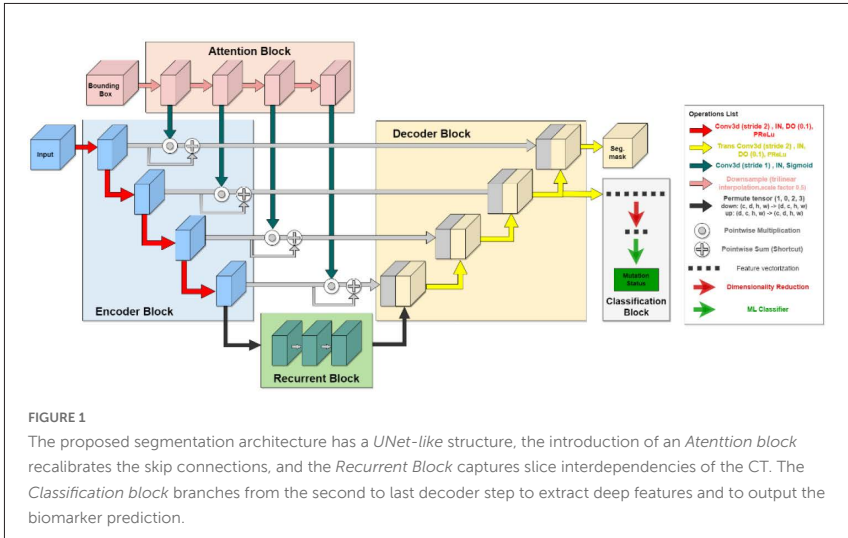 Attention Block
Bounding
Box
Input
Encoder Block
Recurrent Block
Decoder Block
Seg.
mask
Mutation
Status
Classification
Block
Operations List
Conv3d (stride 2) , IN, DO (0.1),
PReLu
Trans Conv3d (stride 2) , IN,
DO (0.1), PReLu
Conv3d (stride 1) , IN, Sigmoid
Downsample (trilinear
interpolation,scale factor 0.5)
Permute tensor (1, 0, 2, 3)
down: (c, d, h, w) -> (d, c, h, w)
up: (d, c, h, w) -> (c, d, h, w)
Pointwise Multiplication
Pointwise Sum (Shortcut)
Feature vectorization
Dimensionality Reduction
ML Classifier
FIGURE 1
The proposed segmentation architecture has a UNet-like structure, the introduction of an Atenttion block
recalibrates the skip connections, and the Recurrent Block captures slice interdependencies of the CT. The
Classification block branches from the second to last decoder step to extract deep features and to output the
biomarker prediction.